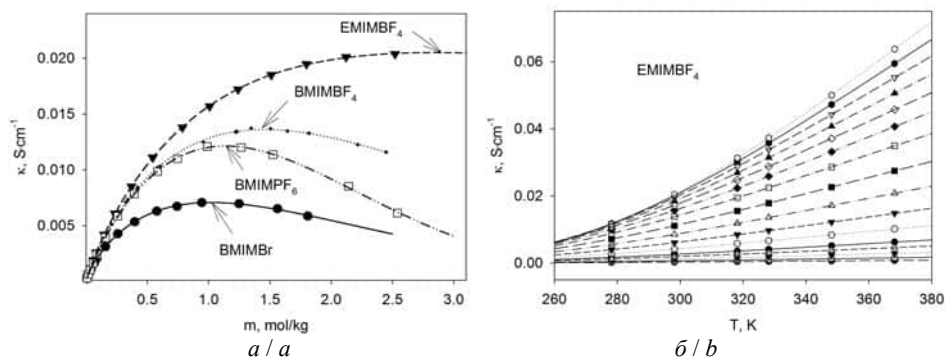 EMIMBF4
BMIMBF4
BMIMPF6
BMIMBr
κ, S·cm-1
0.020
0.015
0.010
0.005
0.5 1.0 1.5 2.0 2.5 3.0
m, mol/kg
а / a
EMIMBF4
κ, S·cm-1
0.06
0.04
0.02
0.00
260 280 300 320 340 360 380
T, K
б / b